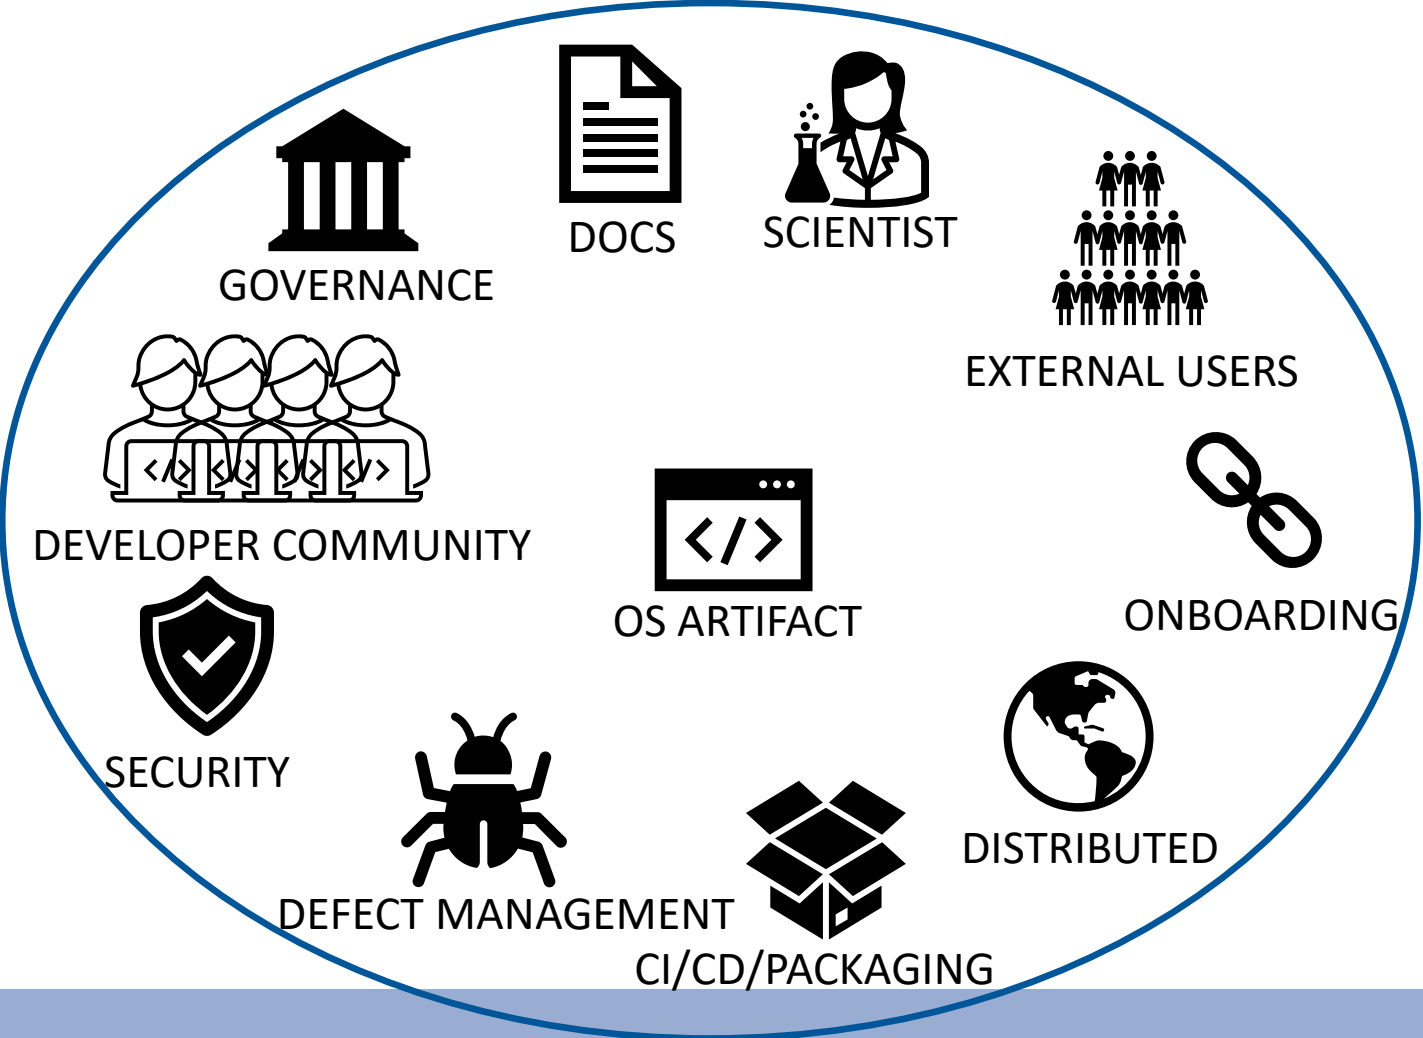 DOCS
SCIENTIST
GOVERNANCE
EXTERNAL USERS
DEVELOPER COMMUNITY
</>
</>
</>
</>
</>
OS ARTIFACT
ONBOARDING
SECURITY
DISTRIBUTED
DEFECT MANAGEMENT
CI/CD/PACKAGING